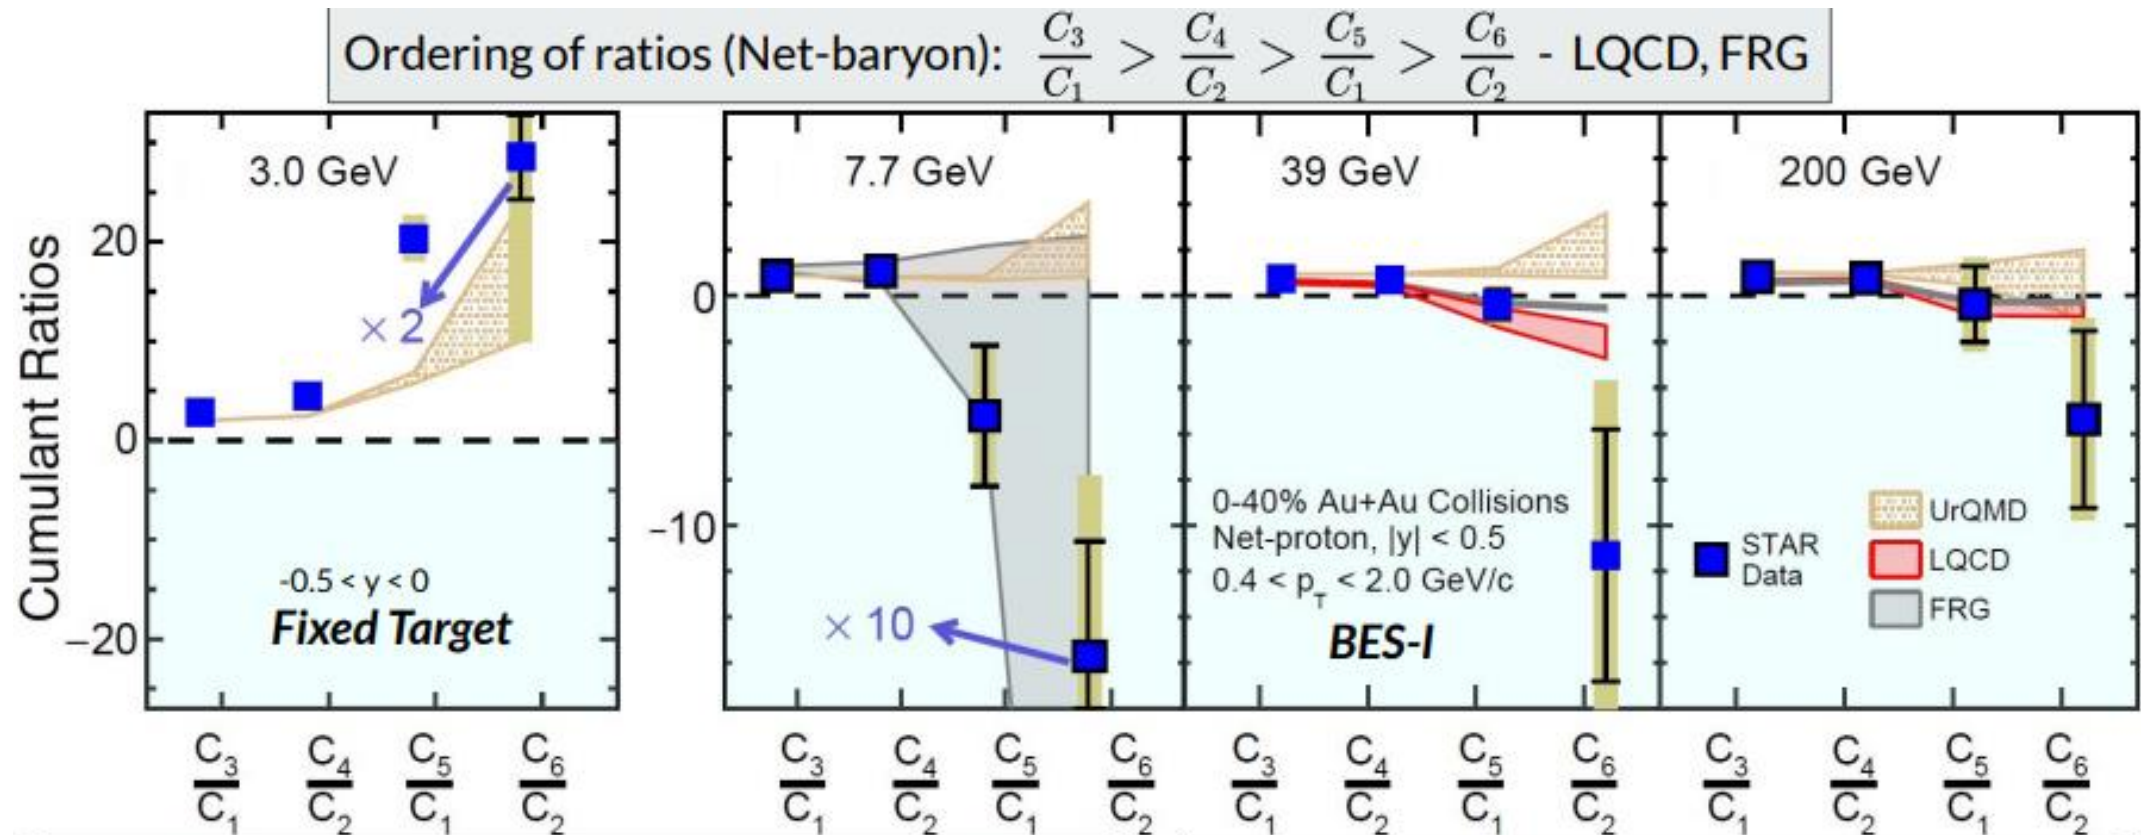 Ordering of ratios (Net-baryon): C3/C1 > C4/C2 > C5/C1 > C6/C2 - LQCD, FRG
3.0 GeV
7.7 GeV
39 GeV
200 GeV
Cumulant Ratios
20
0
−20
0
−10
× 2
-0.5 < y < 0
Fixed Target
× 10
0-40% Au+Au Collisions
Net-proton, |y| < 0.5
0.4 < pT < 2.0 GeV/c
BES-I
STAR
Data
UrQMD
LQCD
FRG
C3/C1 C4/C2 C5/C1 C6/C2
C3/C1 C4/C2 C5/C1 C6/C2
C3/C1 C4/C2 C5/C1 C6/C2
C3/C1 C4/C2 C5/C1 C6/C2